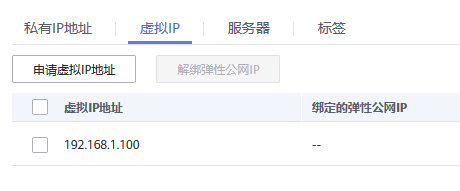 私有IP地址 虚拟IP 服务器 标签
申请虚拟IP地址 解绑弹性公网IP
虚拟IP地址 绑定的弹性公网IP
192.168.1.100 --